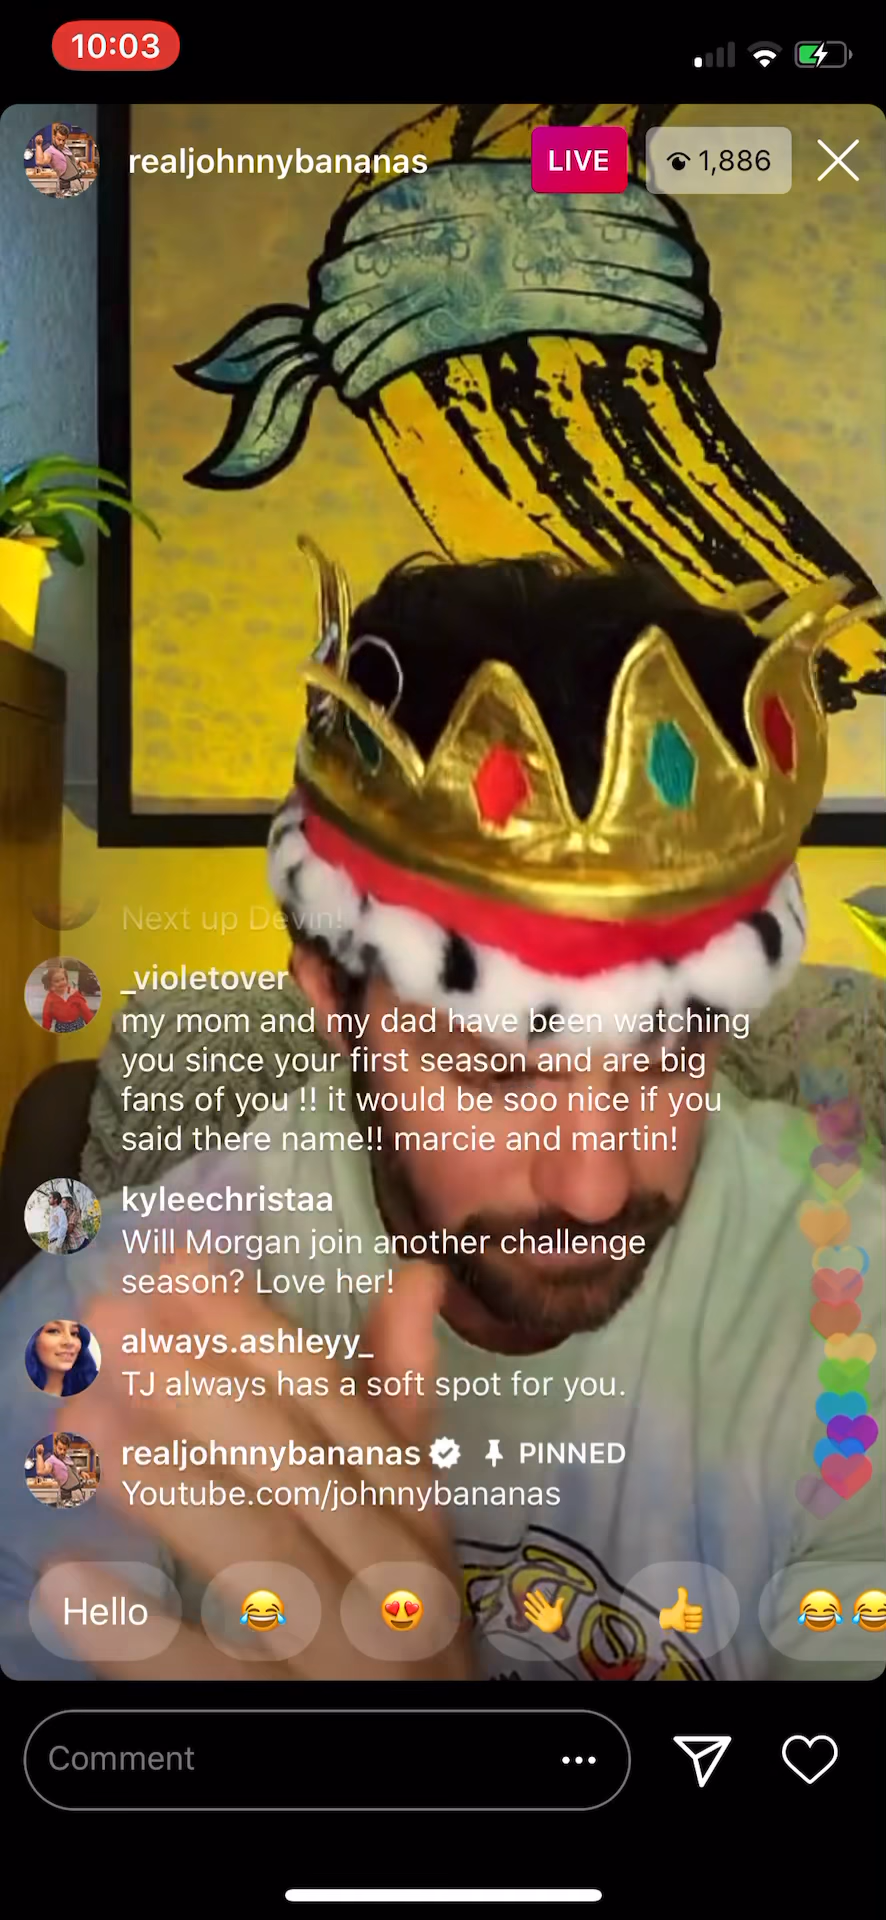 10:03
realjohnnybananas LIVE 1,886
Next up Devin!
_violetover
my mom and my dad have been watching
you since your first season and are big
fans of you !! it would be soo nice if you
said there name!! marcie and martin!
kyleechristaa
Will Morgan join another challenge
season? Love her!
always.ashleyy_
TJ always has a soft spot for you.
realjohnnybananas PINNED
Youtube.com/johnnybananas
Hello 😂 😍 👋 👍 😂😂
Comment